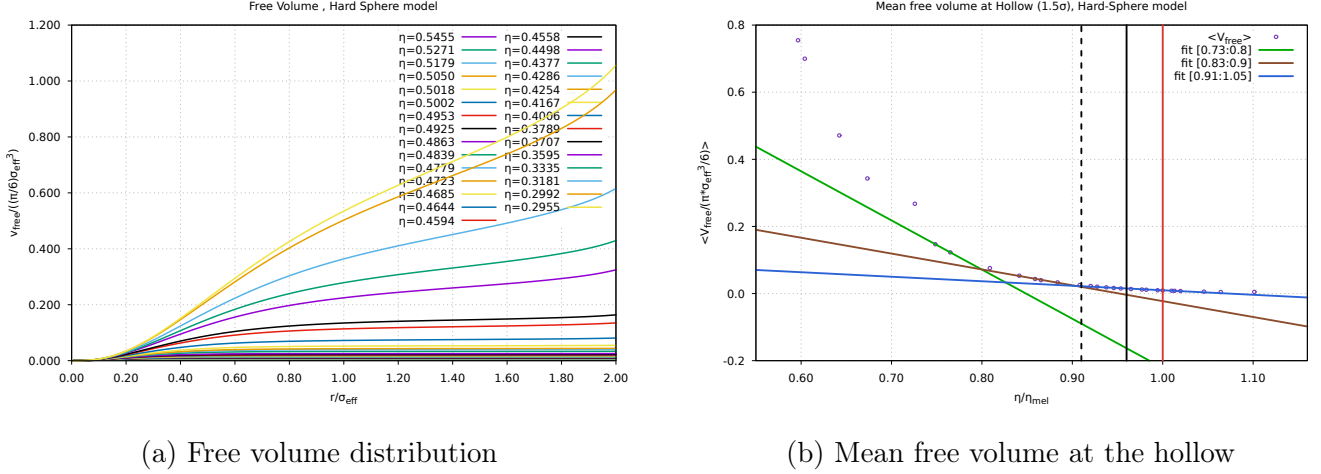 Free Volume , Hard Sphere model
v_free/((π/6)σ_eff^3)
1.200
1.000
0.800
0.600
0.400
0.200
0.000
η=0.5455
η=0.5271
η=0.5179
η=0.5050
η=0.5018
η=0.5002
η=0.4953
η=0.4925
η=0.4863
η=0.4839
η=0.4779
η=0.4723
η=0.4685
η=0.4644
η=0.4594
η=0.4558
η=0.4498
η=0.4377
η=0.4286
η=0.4254
η=0.4167
η=0.4006
η=0.3789
η=0.3707
η=0.3595
η=0.3335
η=0.3181
η=0.2992
η=0.2955
0.00 0.20 0.40 0.60 0.80 1.00 1.20 1.40 1.60 1.80 2.00
r/σ_eff
(a) Free volume distribution
Mean free volume at Hollow (1.5σ), Hard-Sphere model
<V_free/(π*σ_eff^3/6)>
0.8
0.6
0.4
0.2
0.0
-0.2
<V_free>
fit [0.73:0.8]
fit [0.83:0.9]
fit [0.91:1.05]
0.60 0.70 0.80 0.90 1.00 1.10
η/η_mel
(b) Mean free volume at the hollow